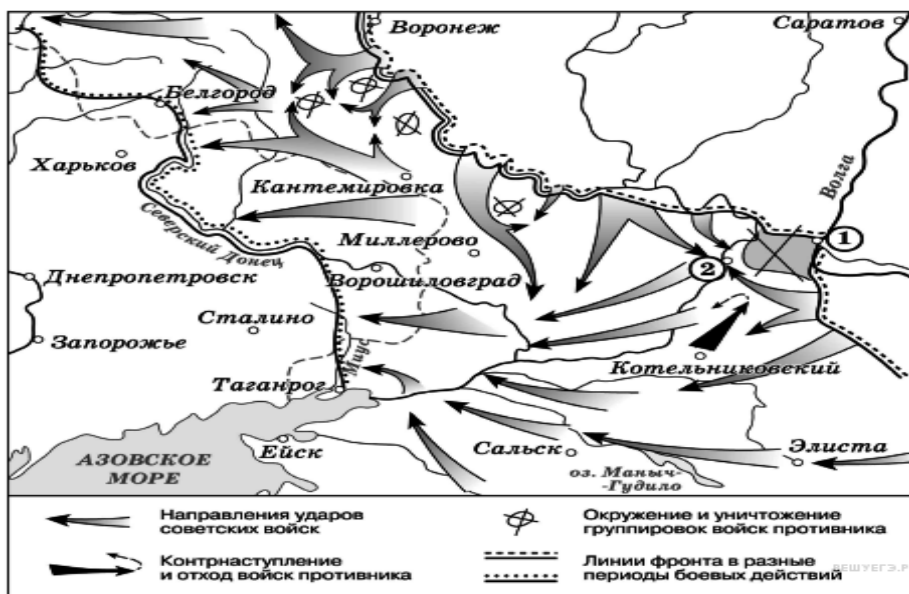 Воронеж
Саратов
Белгород
Харьков
Волга
Кантемировка
Северский Донец
Миллерово
1
2
Днепропетровск
Ворошиловград
Сталино
Запорожье
Миус
Котельниковский
Таганрог
АЗОВСКОЕ
МОРЕ
Ейск
Сальск
Элиста
оз. Маныч-
-Гудило
Направления ударов
советских войск
Окружение и уничтожение
группировок войск противника
Контрнаступление
и отход войск противника
Линии фронта в разные
периоды боевых действий